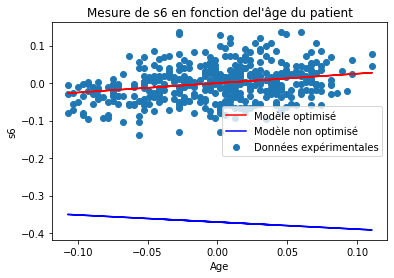 Mesure de s6 en fonction del'âge du patient
0.1
0.0
−0.1
−0.2
−0.3
−0.4
s6
Modèle optimisé
Modèle non optimisé
Données expérimentales
−0.10
−0.05
0.00
0.05
0.10
Age